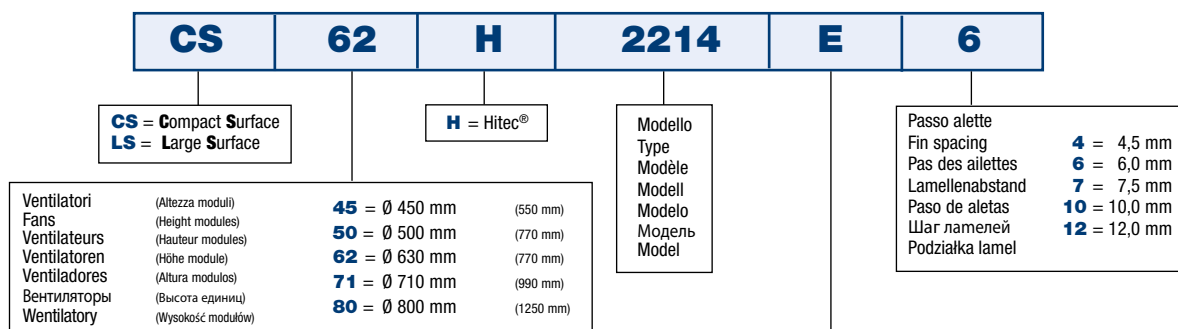 CS 62 H 2214 E 6
CS = Compact Surface
LS = Large Surface
H = Hitec®
Modello
Type
Modèle
Modell
Modelo
Модель
Model
Passo alette
Fin spacing 4 = 4,5 mm
Pas des ailettes 6 = 6,0 mm
Lamellenabstand 7 = 7,5 mm
Paso de aletas 10 = 10,0 mm
Шаг ламелей 12 = 12,0 mm
Podziałka lamel
Ventilatori (Altezza moduli) 45 = Ø 450 mm (550 mm)
Fans (Height modules)
Ventilateurs (Hauteur modules) 50 = Ø 500 mm (770 mm)
Ventilatoren (Höhe module) 62 = Ø 630 mm (770 mm)
Ventiladores (Altura modulos) 71 = Ø 710 mm (990 mm)
Вентиляторы (Высота единиц) 80 = Ø 800 mm (1250 mm)
Wentilatory (Wysokość modułów)